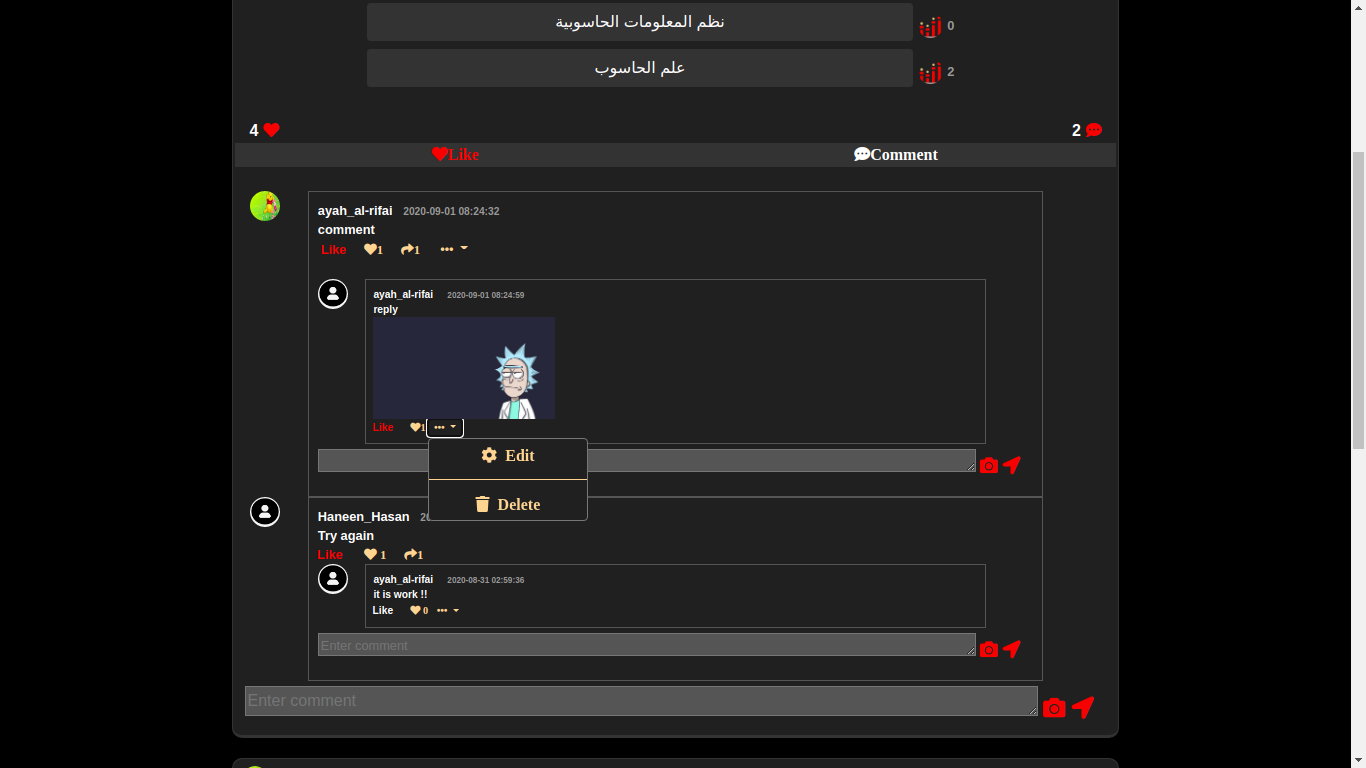 نظم المعلومات الحاسوبية
0
علم الحاسوب
2
4
2
Like
Comment
ayah_al-rifai 2020-09-01 08:24:32
comment
Like 1 1
ayah_al-rifai 2020-09-01 08:24:59
reply
Like 1
Edit
Delete
Haneen_Hasan
Try again
Like 1 1
ayah_al-rifai 2020-08-31 02:59:36
it is work !!
Like 0
Enter comment
Enter comment